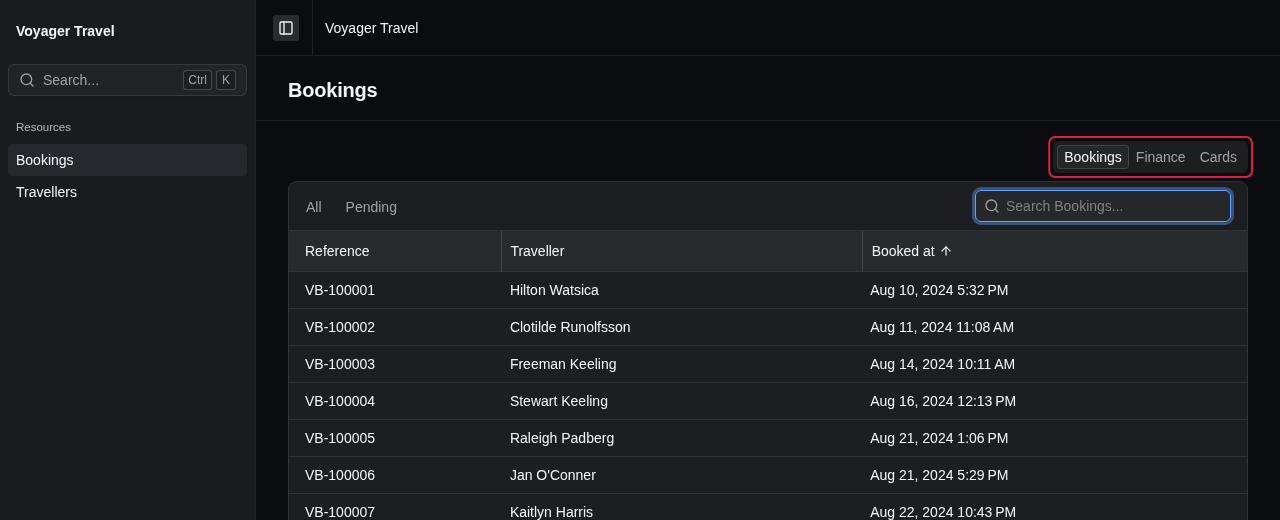 Voyager Travel
Voyager Travel
Search... Ctrl K
Bookings
Resources
Bookings
Travellers
Bookings Finance Cards
All Pending Search Bookings...
Reference Traveller Booked at
VB-100001 Hilton Watsica Aug 10, 2024 5:32 PM
VB-100002 Clotilde Runolfsson Aug 11, 2024 11:08 AM
VB-100003 Freeman Keeling Aug 14, 2024 10:11 AM
VB-100004 Stewart Keeling Aug 16, 2024 12:13 PM
VB-100005 Raleigh Padberg Aug 21, 2024 1:06 PM
VB-100006 Jan O'Conner Aug 21, 2024 5:29 PM
VB-100007 Kaitlyn Harris Aug 22, 2024 10:43 PM